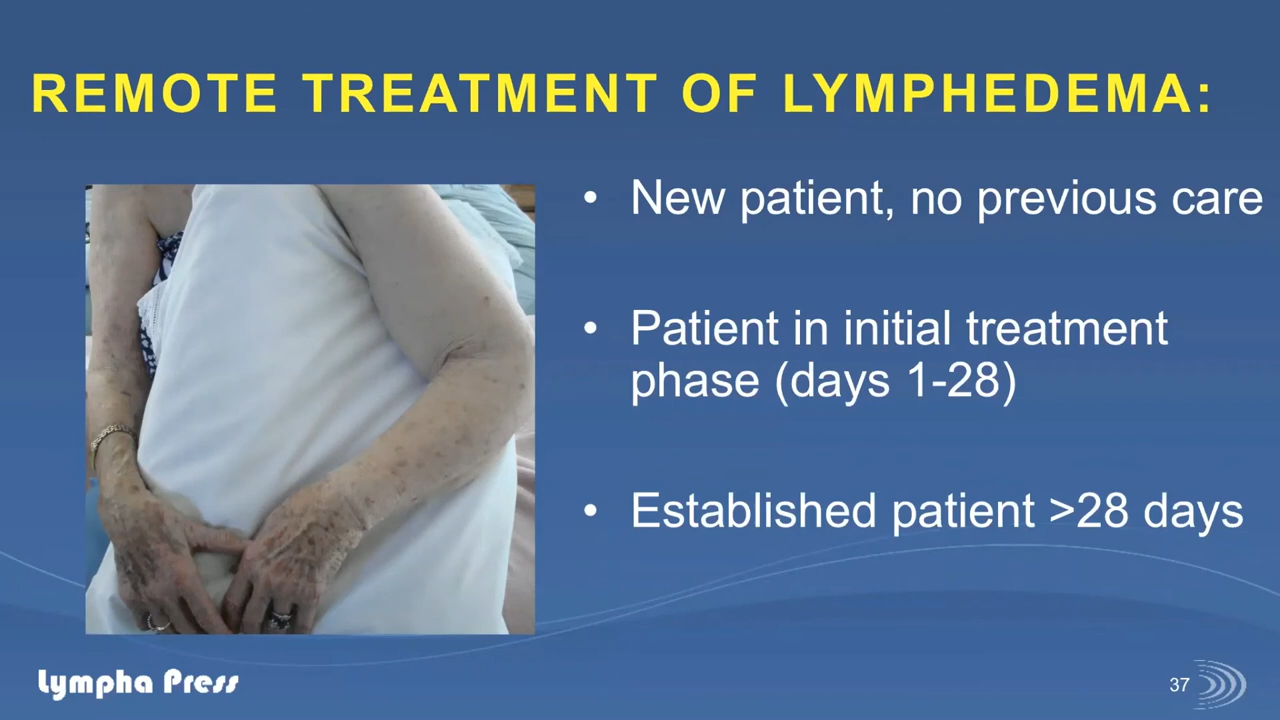 REMOTE TREATMENT OF LYMPHEDEMA:
• New patient, no previous care
• Patient in initial treatment
phase (days 1-28)
• Established patient >28 days
Lympha Press
37